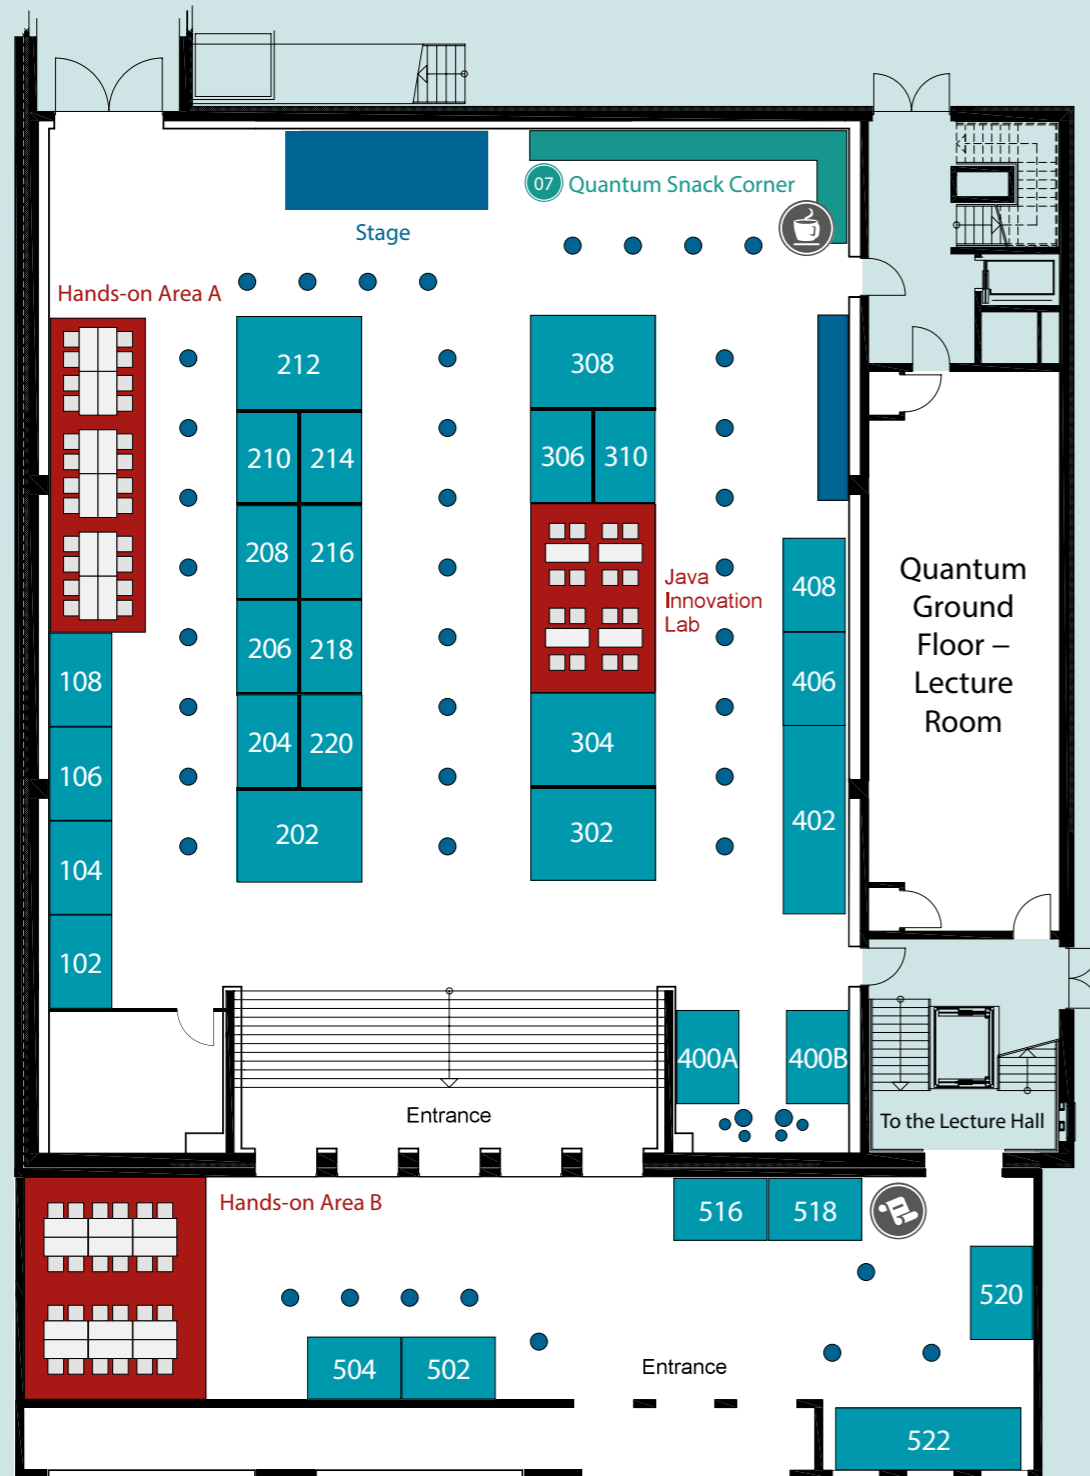 07 Quantum Snack Corner
Stage
Hands-on Area A
212
308
210 214
306 310
208 216
Java
Innovation
Lab
408
Quantum
Ground
Floor –
Lecture
Room
206 218
108
406
204 220
304
106
202
302
402
104
102
400A
400B
Entrance
To the Lecture Hall
Hands-on Area B
516
518
520
504
502
Entrance
522